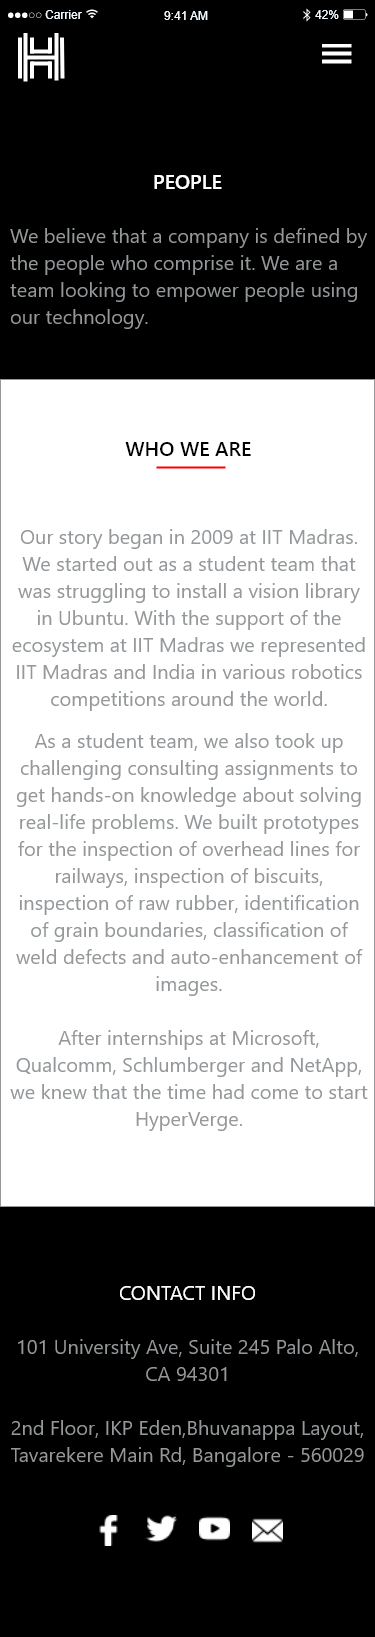 Carrier
9:41 AM
42%
PEOPLE
We believe that a company is defined by
the people who comprise it. We are a
team looking to empower people using
our technology.
WHO WE ARE
Our story began in 2009 at IIT Madras.
We started out as a student team that
was struggling to install a vision library
in Ubuntu. With the support of the
ecosystem at IIT Madras we represented
IIT Madras and India in various robotics
competitions around the world.
As a student team, we also took up
challenging consulting assignments to
get hands-on knowledge about solving
real-life problems. We built prototypes
for the inspection of overhead lines for
railways, inspection of biscuits,
inspection of raw rubber, identification
of grain boundaries, classification of
weld defects and auto-enhancement of
images.
After internships at Microsoft,
Qualcomm, Schlumberger and NetApp,
we knew that the time had come to start
HyperVerge.
CONTACT INFO
101 University Ave, Suite 245 Palo Alto,
CA 94301
2nd Floor, IKP Eden,Bhuvanappa Layout,
Tavarekere Main Rd, Bangalore - 560029